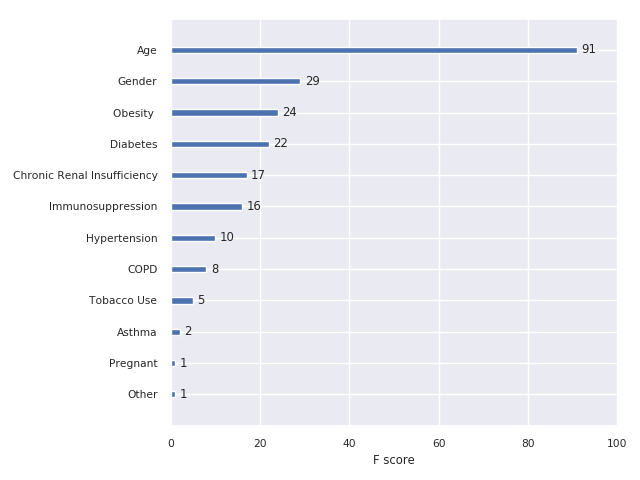 Age 91
Gender 29
Obesity 24
Diabetes 22
Chronic Renal Insufficiency 17
Immunosuppression 16
Hypertension 10
COPD 8
Tobacco Use 5
Asthma 2
Pregnant 1
Other 1
0 20 40 60 80 100
F score